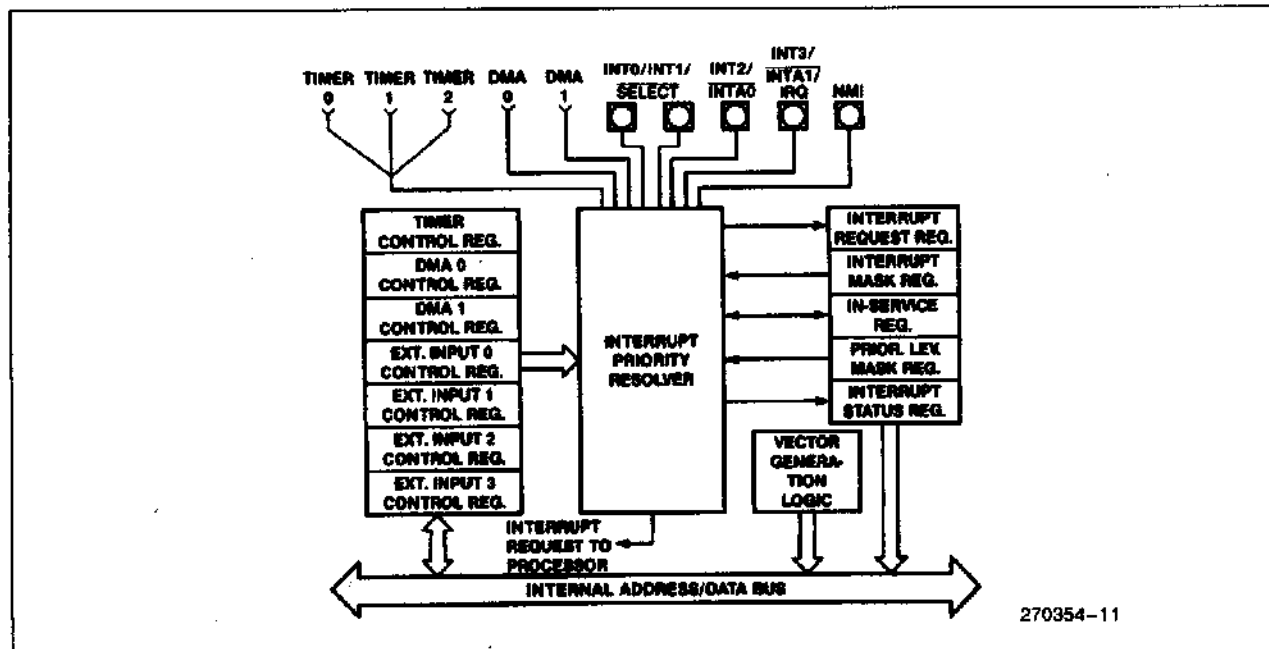 TIMER 0
TIMER 1
TIMER 2
DMA 0
DMA 1
INT0/INT1/
SELECT
INT2/
INTA0
INT3/
INTA1/
IRQ
NMI
TIMER
CONTROL REG.
DMA 0
CONTROL REG.
DMA 1
CONTROL REG.
EXT. INPUT 0
CONTROL REG.
EXT. INPUT 1
CONTROL REG.
EXT. INPUT 2
CONTROL REG.
EXT. INPUT 3
CONTROL REG.
INTERRUPT
PRIORITY
RESOLVER
INTERRUPT
REQUEST REG.
INTERRUPT
MASK REG.
IN-SERVICE
REG.
PRIOR. LEV.
MASK REG.
INTERRUPT
STATUS REG.
VECTOR
GENERA-
TION
LOGIC
INTERRUPT
REQUEST TO
PROCESSOR
INTERNAL ADDRESS/DATA BUS
270354-11